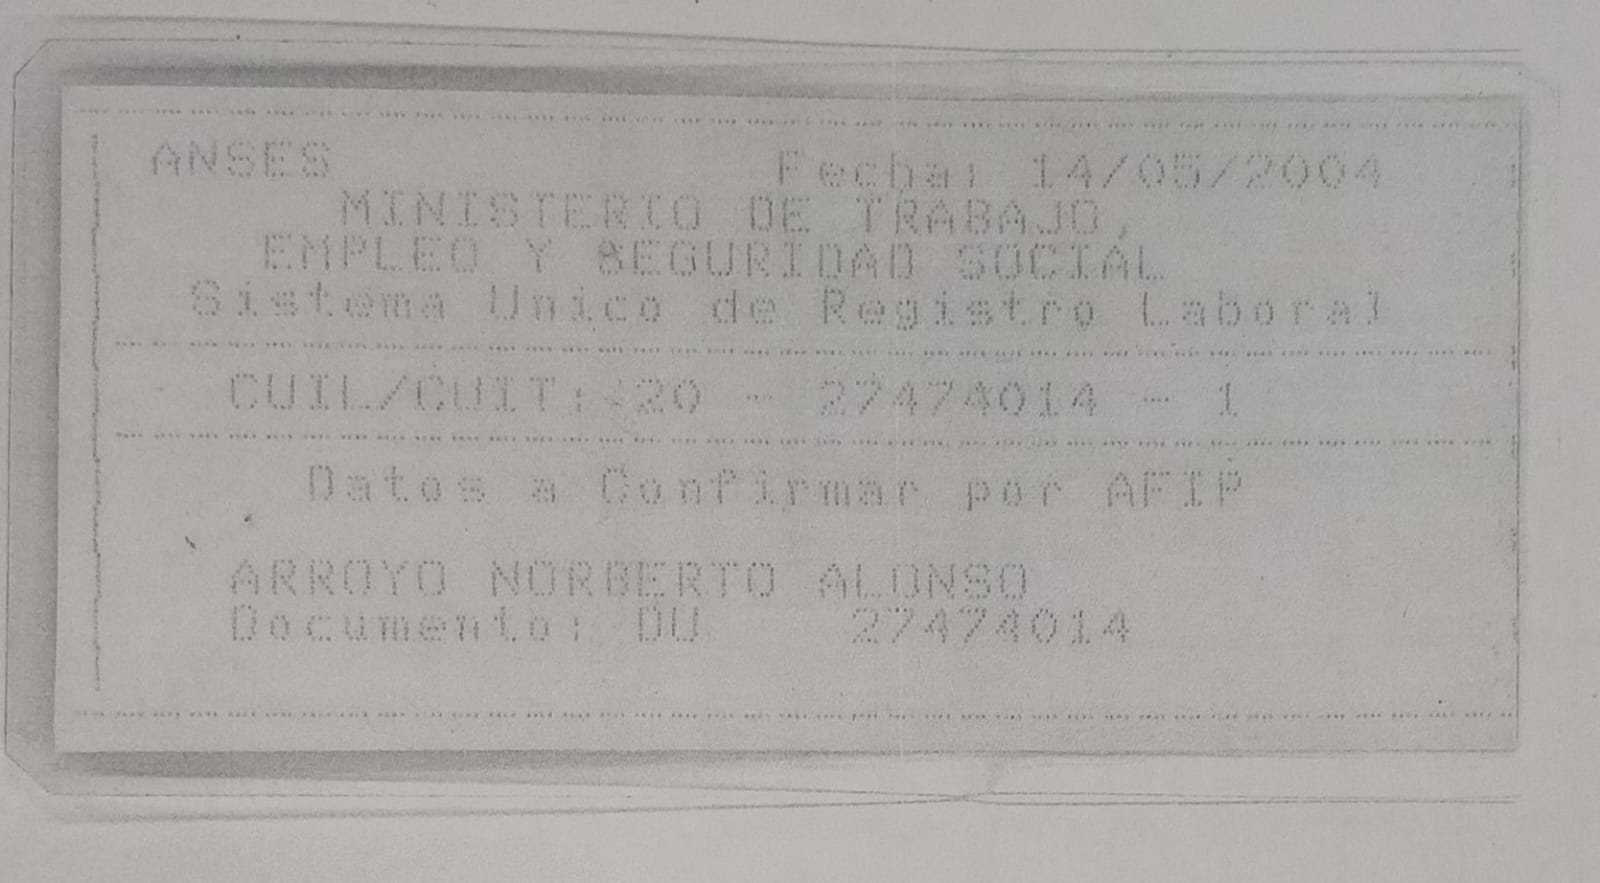 ANSES Fecha: 14/05/2004
MINISTERIO DE TRABAJO,
EMPLEO Y SEGURIDAD SOCIAL
Sistema Unico de Registro Laboral
CUIL/CUIT: 20 - 27474014 - 1
Datos a Confirmar por AFIP
ARROYO NORBERTO ALONSO
Documento: DU 27474014